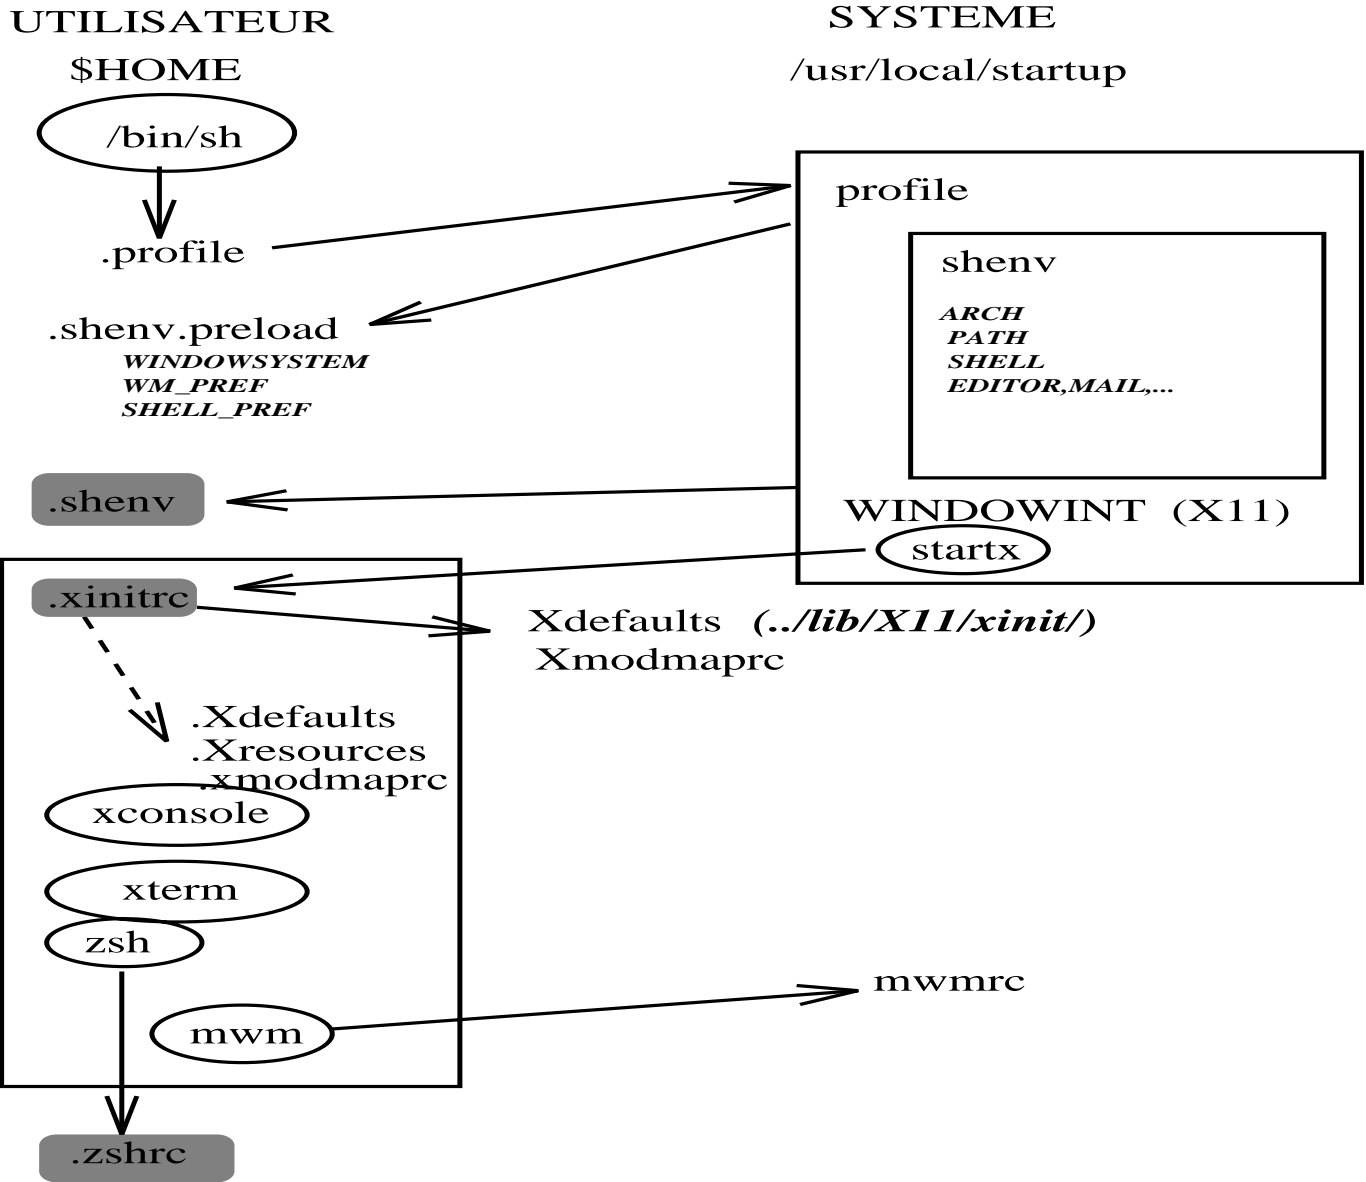 UTILISATEUR
$HOME
/bin/sh
.profile
.shenv.preload
WINDOWSYSTEM
WM_PREF
SHELL_PREF
.shenv
SYSTEME
/usr/local/startup
profile
shenv
ARCH
PATH
SHELL
EDITOR,MAIL,...
WINDOWINT (X11)
startx
.xinitrc
Xdefaults (../lib/X11/xinit/)
Xmodmaprc
.Xdefaults
.Xresources
.xmodmaprc
xconsole
xterm
zsh
mwm
mwmrc
.zshrc